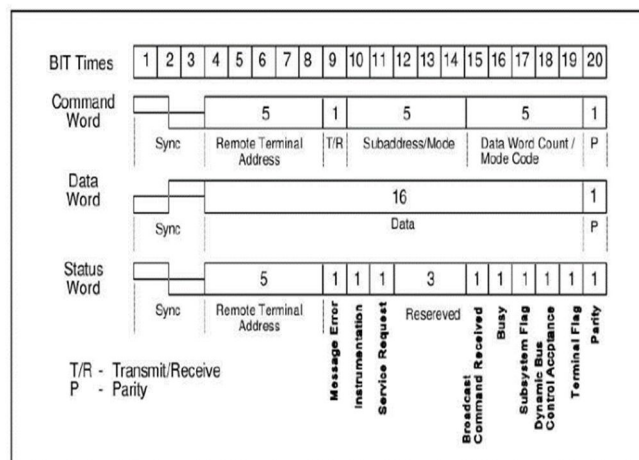 BIT Times 1 2 3 4 5 6 7 8 9 10 11 12 13 14 15 16 17 18 19 20
Command Word 5 1 5 5 1
Sync Remote Terminal Address T/R Subaddress/Mode Data Word Count / Mode Code P
Data Word 16 1
Sync Data P
Status Word 5 1 1 1 3 1 1 1 1 1 1
Sync Remote Terminal Address Message Error Instrumentation Service Request Resereved Broadcast Command Received Busy Subsystem Flag Dynamic Bus Control Accptance Terminal Flag Parity
T/R - Transmit/Receive
P - Parity